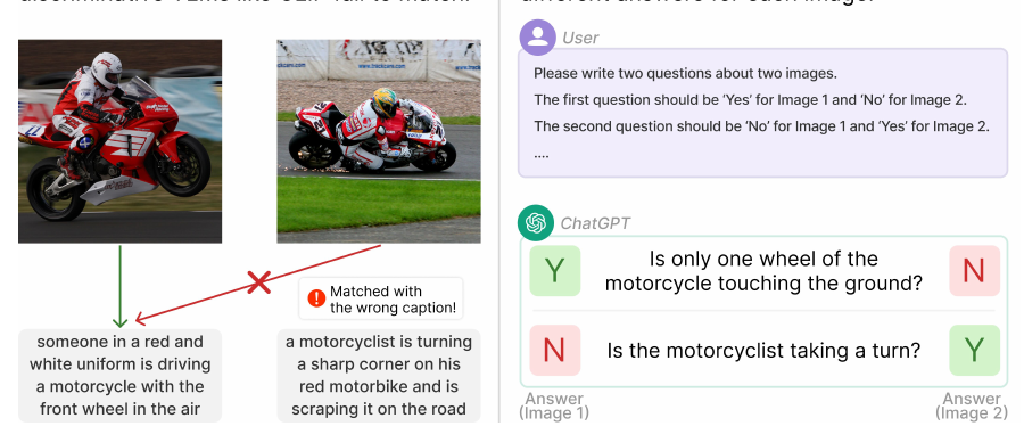 different answers for each image.
Matched with
the wrong caption!
someone in a red and
white uniform is driving
a motorcycle with the
front wheel in the air
a motorcyclist is turning
a sharp corner on his
red motorbike and is
scraping it on the road
User
Please write two questions about two images.
The first question should be ‘Yes’ for Image 1 and ‘No’ for Image 2.
The second question should be ‘No’ for Image 1 and ‘Yes’ for Image 2.
....
ChatGPT
Y
Is only one wheel of the
motorcycle touching the ground?
N
N
Is the motorcyclist taking a turn?
Y
Answer
(Image 1)
Answer
(Image 2)